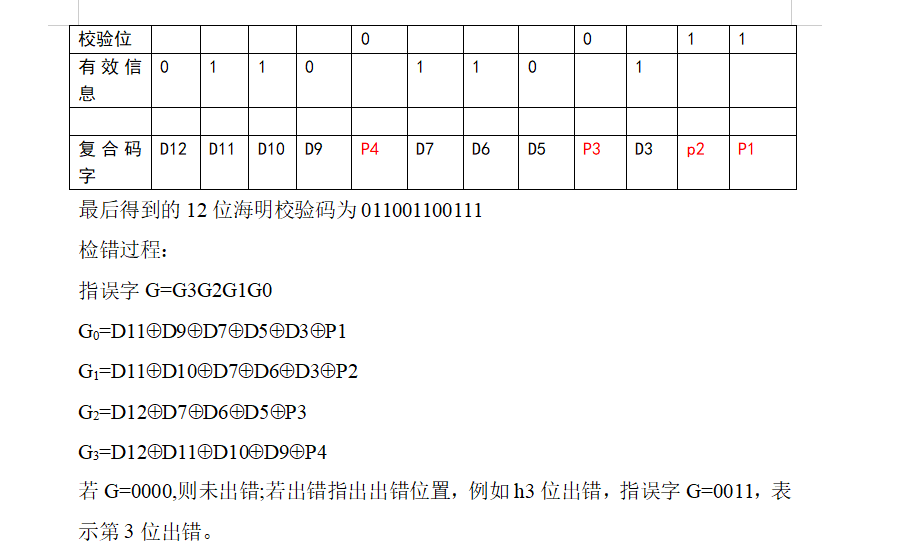 校验位 0 0 1 1
有效信 0 1 1 0 1 1 0 1
息
复合码 D12 D11 D10 D9 P4 D7 D6 D5 P3 D3 p2 P1
字
最后得到的 12 位海明校验码为 011001100111
检错过程：
指误字 G=G3G2G1G0
G₀=D11⊕D9⊕D7⊕D5⊕D3⊕P1
G₁=D11⊕D10⊕D7⊕D6⊕D3⊕P2
G₂=D12⊕D7⊕D6⊕D5⊕P3
G₃=D12⊕D11⊕D10⊕D9⊕P4
若 G=0000,则未出错;若出错指出出错位置，例如 h3 位出错，指误字 G=0011，表
示第 3 位出错。